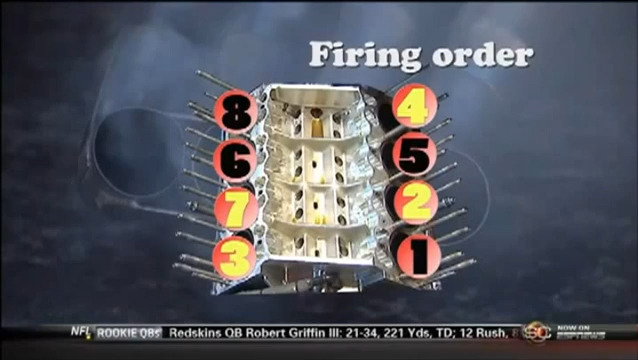 Firing order
8 4
6 5
7 2
3 1
NFL ROOKIE QBs Redskins QB Robert Griffin III: 21-34, 221 Yds, TD; 12 Rush,
NOW ON